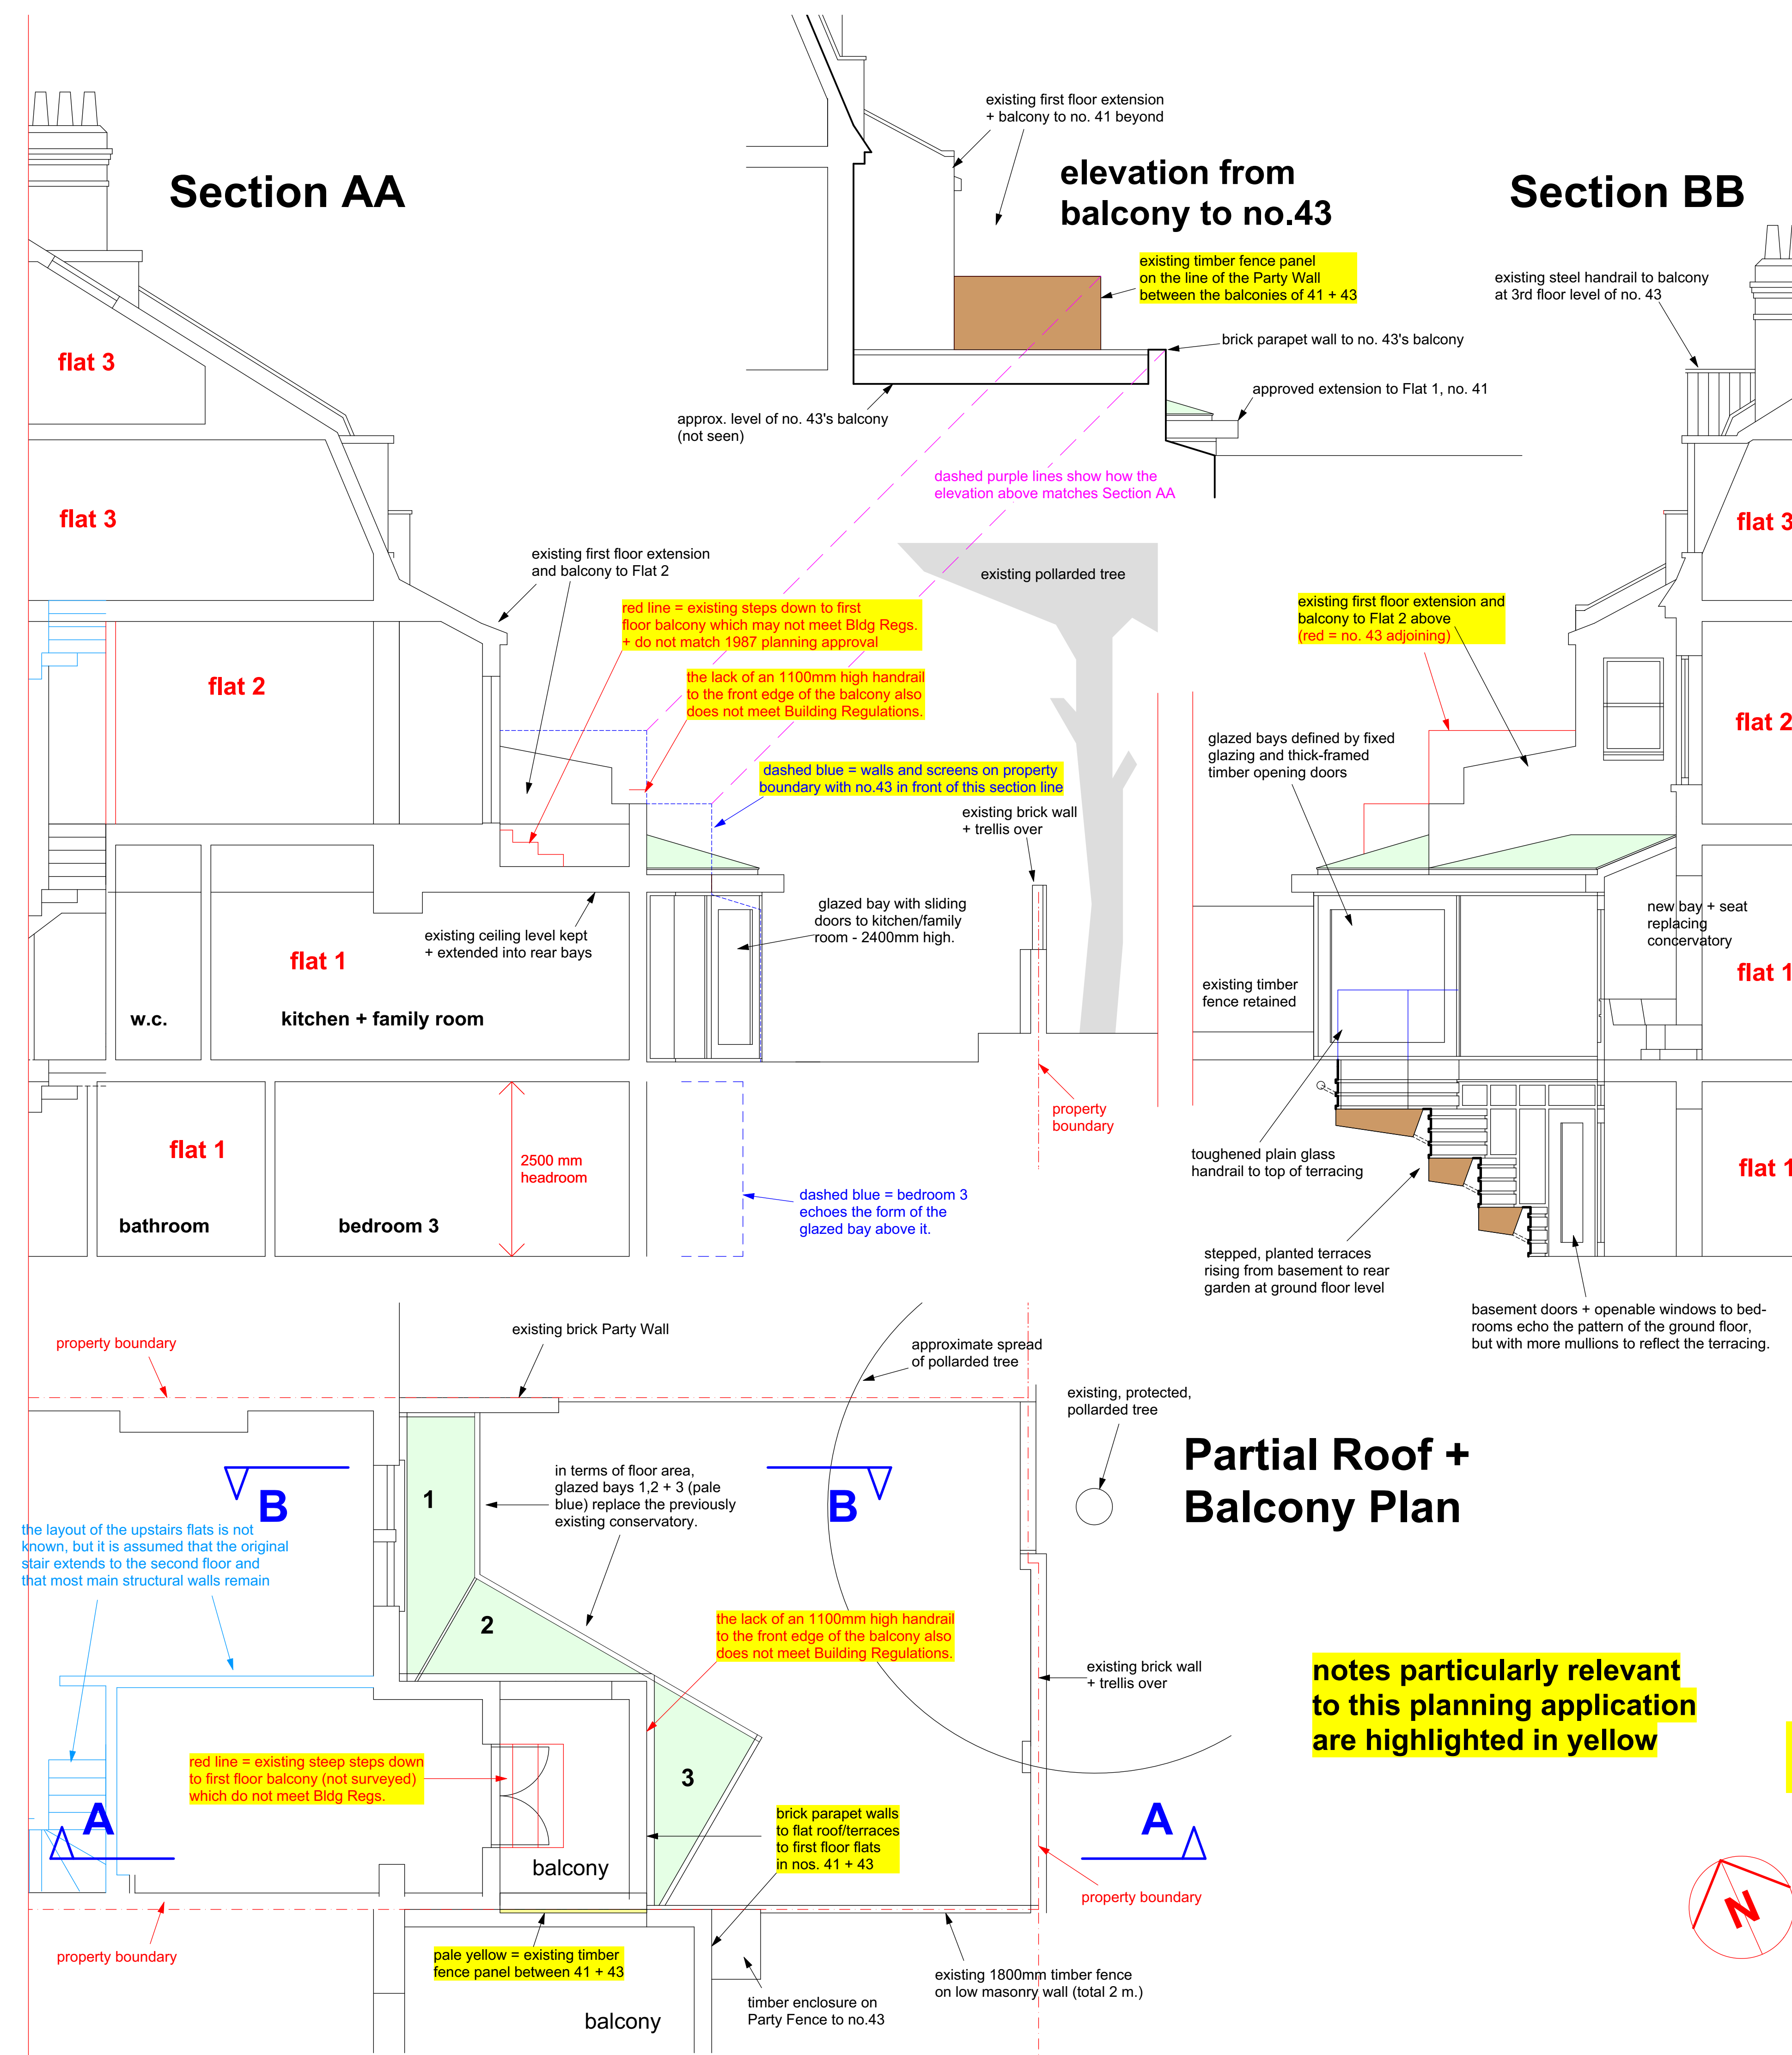 Section AA
existing first floor extension
+ balcony to no. 41 beyond
elevation from
balcony to no.43
Section BB
existing timber fence panel
on the line of the Party Wall
between the balconies of 41 + 43
existing steel handrail to balcony
at 3rd floor level of no. 43
brick parapet wall to no. 43's balcony
approved extension to Flat 1, no. 41
approx. level of no. 43's balcony
(not seen)
dashed purple lines show how the
elevation above matches Section AA
flat 3
flat 3
flat 3
existing first floor extension
and balcony to Flat 2
existing pollarded tree
red line = existing steps down to first
floor balcony which may not meet Bldg Regs.
+ do not match 1987 planning approval
existing first floor extension and
balcony to Flat 2 above
(red = no. 43 adjoining)
flat 2
the lack of an 1100mm high handrail
to the front edge of the balcony also
does not meet Building Regulations.
flat 2
glazed bays defined by fixed
glazing and thick-framed
timber opening doors
dashed blue = walls and screens on property
boundary with no.43 in front of this section line
existing brick wall
+ trellis over
glazed bay with sliding
doors to kitchen/family
room - 2400mm high.
new bay + seat
replacing
concervatory
existing ceiling level kept
+ extended into rear bays
flat 1
flat 1
existing timber
fence retained
w.c.
kitchen + family room
property
boundary
flat 1
2500 mm
headroom
toughened plain glass
handrail to top of terracing
flat 1
dashed blue = bedroom 3
echoes the form of the
glazed bay above it.
bathroom
bedroom 3
stepped, planted terraces
rising from basement to rear
garden at ground floor level
basement doors + openable windows to bed-
rooms echo the pattern of the ground floor,
but with more mullions to reflect the terracing.
property boundary
existing brick Party Wall
approximate spread
of pollarded tree
existing, protected,
pollarded tree
Partial Roof +
Balcony Plan
1
B
in terms of floor area,
glazed bays 1,2 + 3 (pale
blue) replace the previously
existing conservatory.
B
the layout of the upstairs flats is not
known, but it is assumed that the original
stair extends to the second floor and
that most main structural walls remain
2
the lack of an 1100mm high handrail
to the front edge of the balcony also
does not meet Building Regulations.
existing brick wall
+ trellis over
notes particularly relevant
to this planning application
are highlighted in yellow
red line = existing steep steps down
to first floor balcony (not surveyed)
which do not meet Bldg Regs.
3
A
brick parapet walls
to flat roof/terraces
to first floor flats
in nos. 41 + 43
A
balcony
property boundary
N
property boundary
pale yellow = existing timber
fence panel between 41 + 43
existing 1800mm timber fence
on low masonry wall (total 2 m.)
timber enclosure on
Party Fence to no.43
balcony